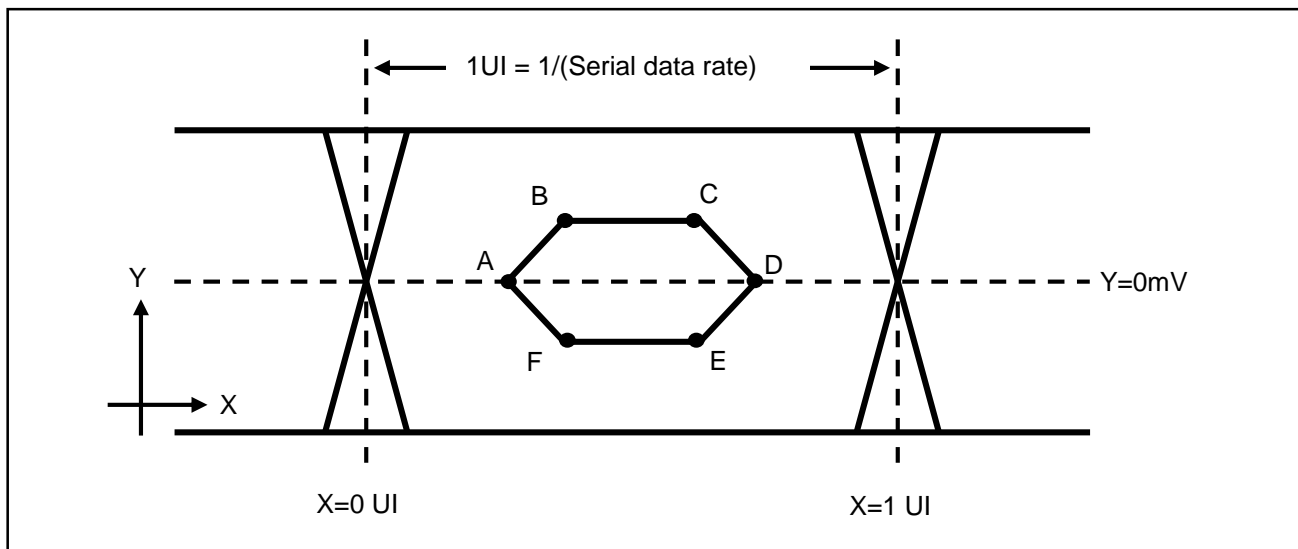 1UI = 1/(Serial data rate)
B
C
A
D
Y
Y=0mV
F
E
X
X=0 UI
X=1 UI